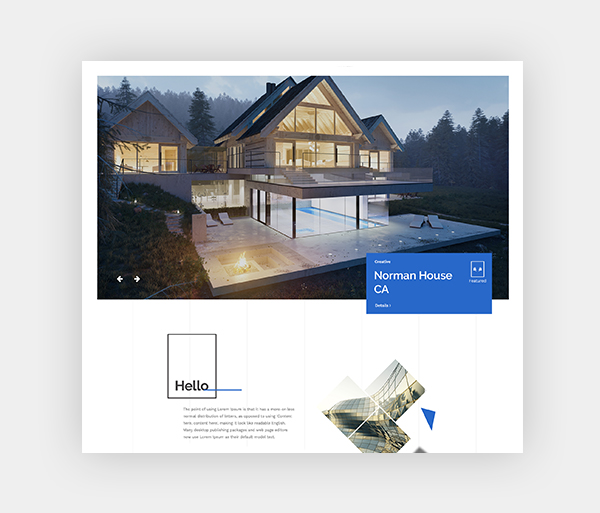 Creative
Norman House
CA
Featured
Details ›
Hello
The point of using Lorem Ipsum is that it has a more-or-less
normal distribution of letters, as opposed to using 'Content
here, content here', making it look like readable English.
Many desktop publishing packages and web page editors
now use Lorem Ipsum as their default model text.